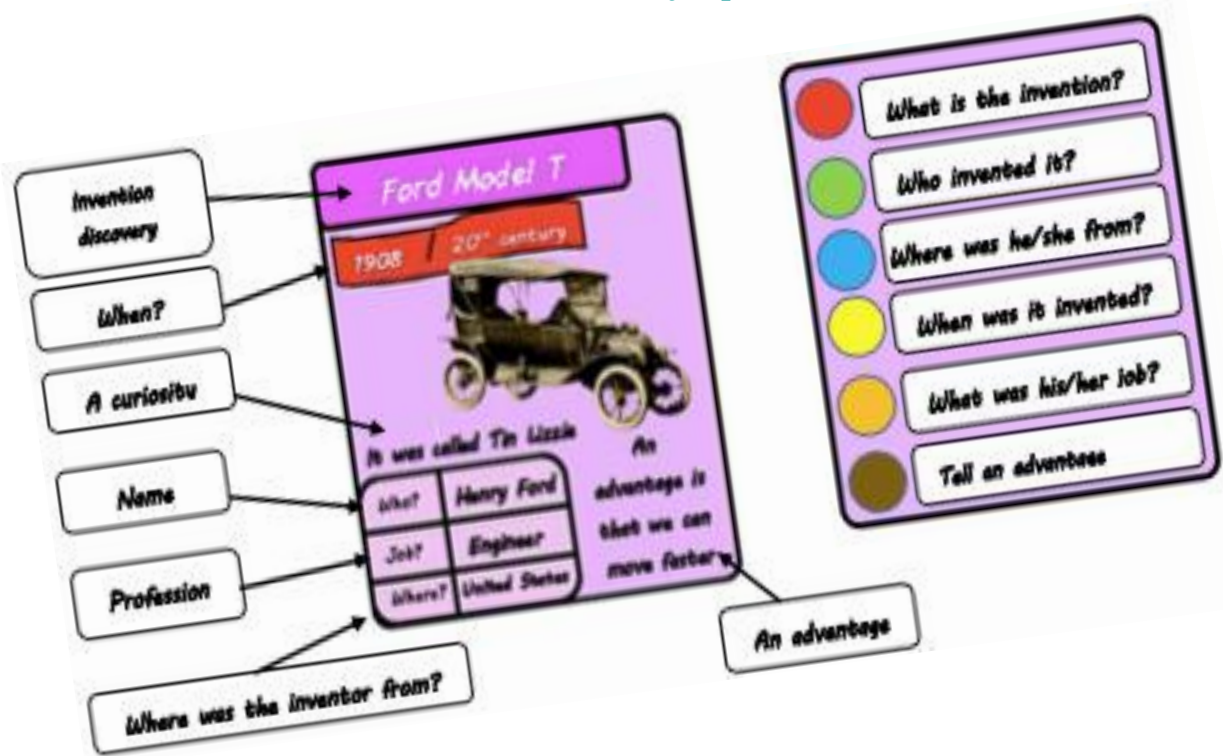 Invention
discovery
When?
A curiosity
Name
Profession
Where was the inventor from?
Ford Model T
1908 / 20th century
It was called Tin Lizzie
Who? Henry Ford
Job? Engineer
Where? United States
An
advantage is
that we can
move faster
An advantage
What is the invention?
Who invented it?
Where was he/she from?
When was it invented?
What was his/her job?
Tell an advantage